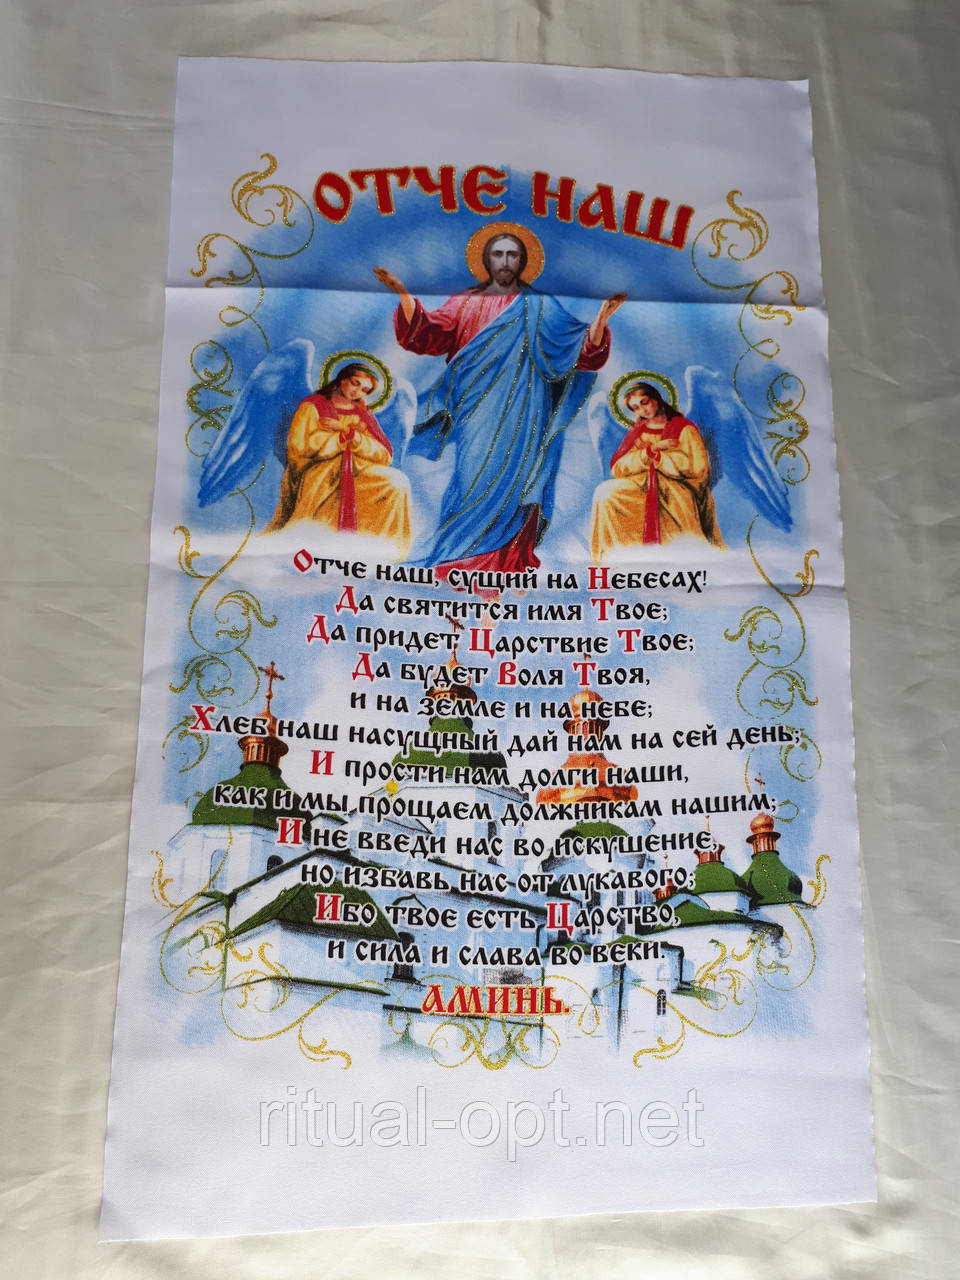 ОТЧЕ НАШ
Отче наш, сущий на Небесах!
Да святится имя Твое;
Да придет Царствие Твое;
Да будет Воля Твоя,
и на земле и на небе;
Хлеб наш насущный дай нам на сей день;
И прости нам долги наши,
как и мы прощаем должникам нашим;
И не введи нас во искушение,
но избавь нас от лукавого;
Ибо твое есть Царство,
и сила и слава во веки.
АМИНЬ.
ritual-opt.net